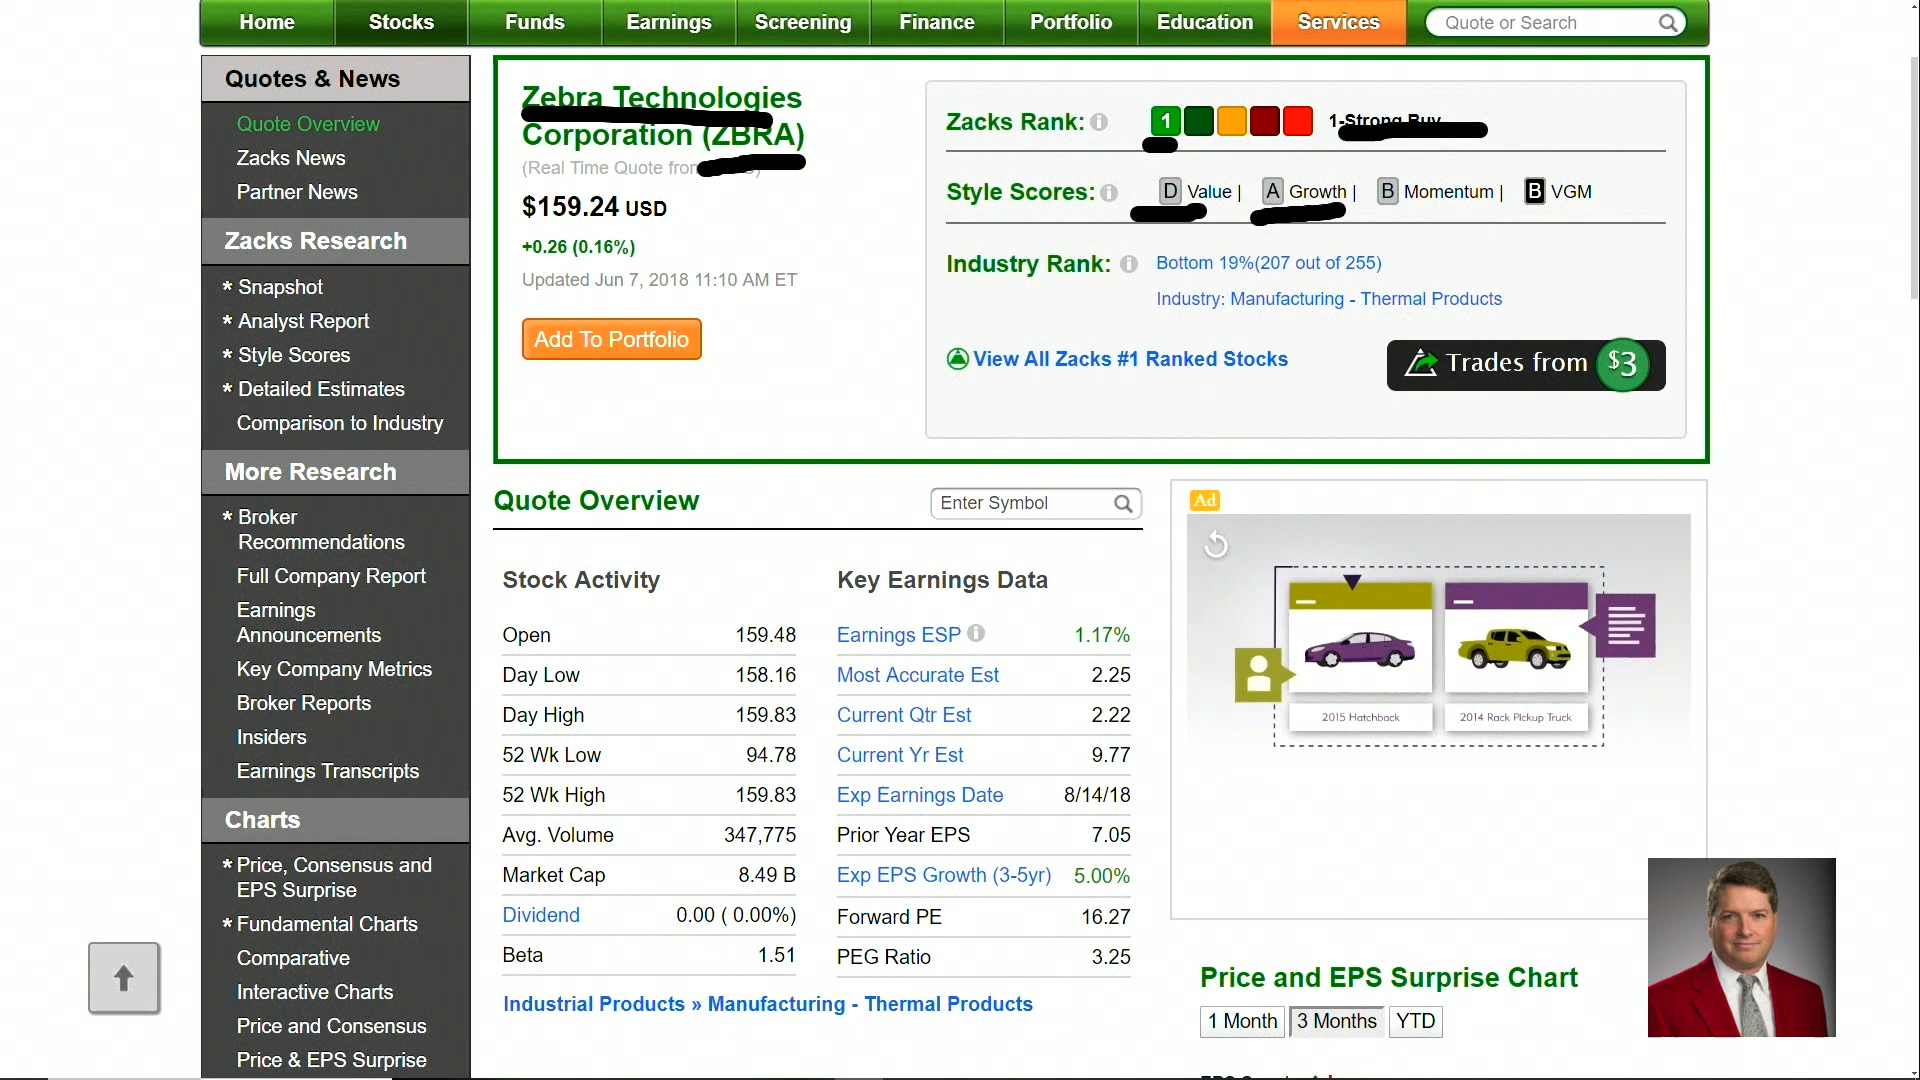 Home Stocks Funds Earnings Screening Finance Portfolio Education Services Quote or Search
Quotes & News
Quote Overview
Zacks News
Partner News
Zacks Research
* Snapshot
* Analyst Report
* Style Scores
* Detailed Estimates
Comparison to Industry
More Research
* Broker
Recommendations
Full Company Report
Earnings
Announcements
Key Company Metrics
Broker Reports
Insiders
Earnings Transcripts
Charts
* Price, Consensus and
EPS Surprise
* Fundamental Charts
Comparative
Interactive Charts
Price and Consensus
Price & EPS Surprise
Zebra Technologies
Corporation (ZBRA)
(Real Time Quote from
$159.24 USD
+0.26 (0.16%)
Updated Jun 7, 2018 11:10 AM ET
Add To Portfolio
Zacks Rank: 1 1-Strong Buy
Style Scores: D Value | A Growth | B Momentum | B VGM
Industry Rank: Bottom 19%(207 out of 255)
Industry: Manufacturing - Thermal Products
View All Zacks #1 Ranked Stocks
Trades from $3
Quote Overview
Enter Symbol
Stock Activity
Open 159.48
Day Low 158.16
Day High 159.83
52 Wk Low 94.78
52 Wk High 159.83
Avg. Volume 347,775
Market Cap 8.49 B
Dividend 0.00 ( 0.00%)
Beta 1.51
Key Earnings Data
Earnings ESP 1.17%
Most Accurate Est 2.25
Current Qtr Est 2.22
Current Yr Est 9.77
Exp Earnings Date 8/14/18
Prior Year EPS 7.05
Exp EPS Growth (3-5yr) 5.00%
Forward PE 16.27
PEG Ratio 3.25
Industrial Products » Manufacturing - Thermal Products
Ad
2015 Hatchback
2014 Rack Pickup Truck
Price and EPS Surprise Chart
1 Month 3 Months YTD